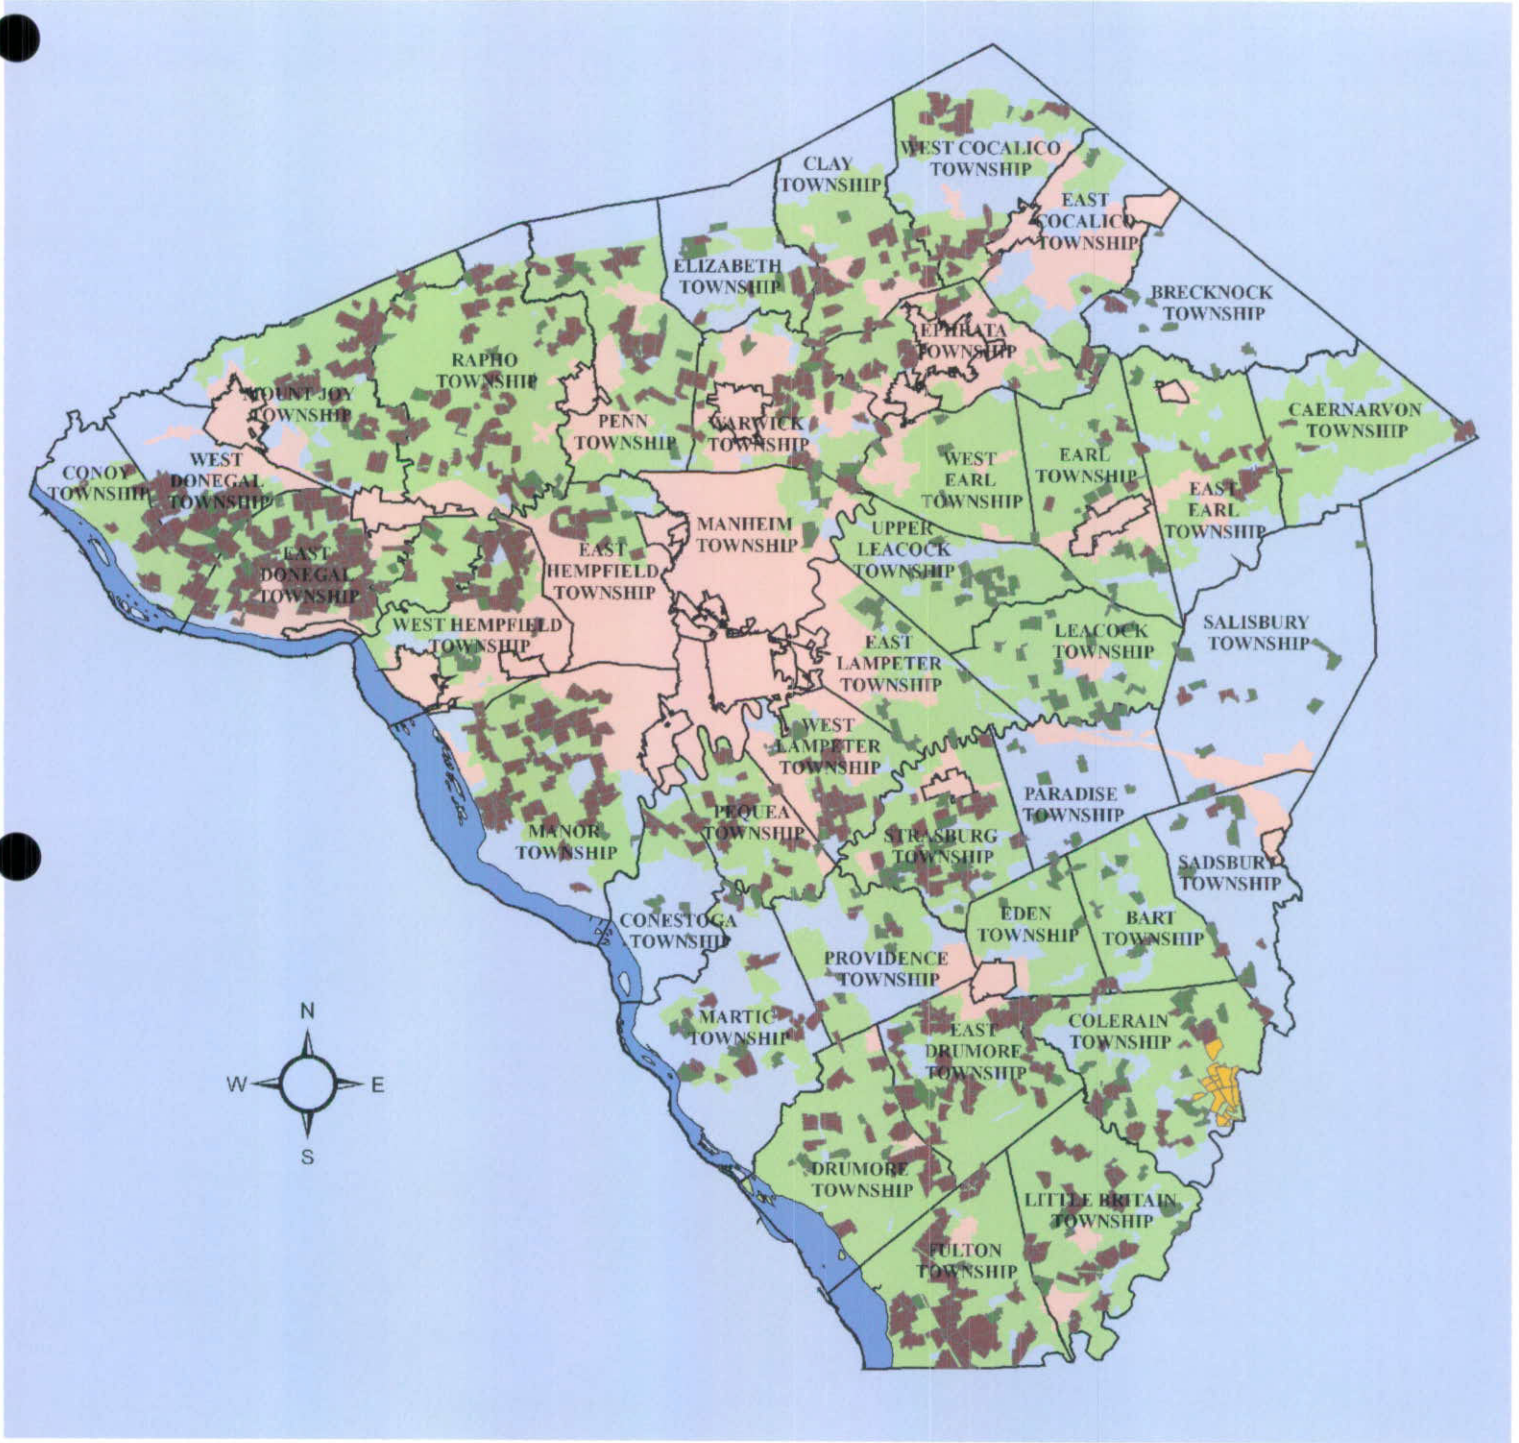 WEST COCALICO
TOWNSHIP
CLAY
TOWNSHIP
EAST
COCALICO
TOWNSHIP
ELIZABETH
TOWNSHIP
BRECKNOCK
TOWNSHIP
EPHRATA
TOWNSHIP
RAPHO
TOWNSHIP
MOUNT JOY
TOWNSHIP
PENN
TOWNSHIP
WARWICK
TOWNSHIP
CAERNARVON
TOWNSHIP
CONOY
TOWNSHIP
WEST
DONEGAL
TOWNSHIP
WEST
EARL
TOWNSHIP
EARL
TOWNSHIP
EAST
EARL
TOWNSHIP
MANHEIM
TOWNSHIP
UPPER
LEACOCK
TOWNSHIP
EAST
DONEGAL
TOWNSHIP
EAST
HEMPFIELD
TOWNSHIP
WEST HEMPFIELD
TOWNSHIP
EAST
LAMPETER
TOWNSHIP
LEACOCK
TOWNSHIP
SALISBURY
TOWNSHIP
WEST
LAMPETER
TOWNSHIP
PARADISE
TOWNSHIP
MANOR
TOWNSHIP
PEQUEA
TOWNSHIP
STRASBURG
TOWNSHIP
SADSBURY
TOWNSHIP
CONESTOGA
TOWNSHIP
EDEN
TOWNSHIP
BART
TOWNSHIP
PROVIDENCE
TOWNSHIP
MARTIC
TOWNSHIP
EAST
DRUMORE
TOWNSHIP
COLERAIN
TOWNSHIP
N
W E
S
DRUMORE
TOWNSHIP
LITTLE BRITAIN
TOWNSHIP
FULTON
TOWNSHIP